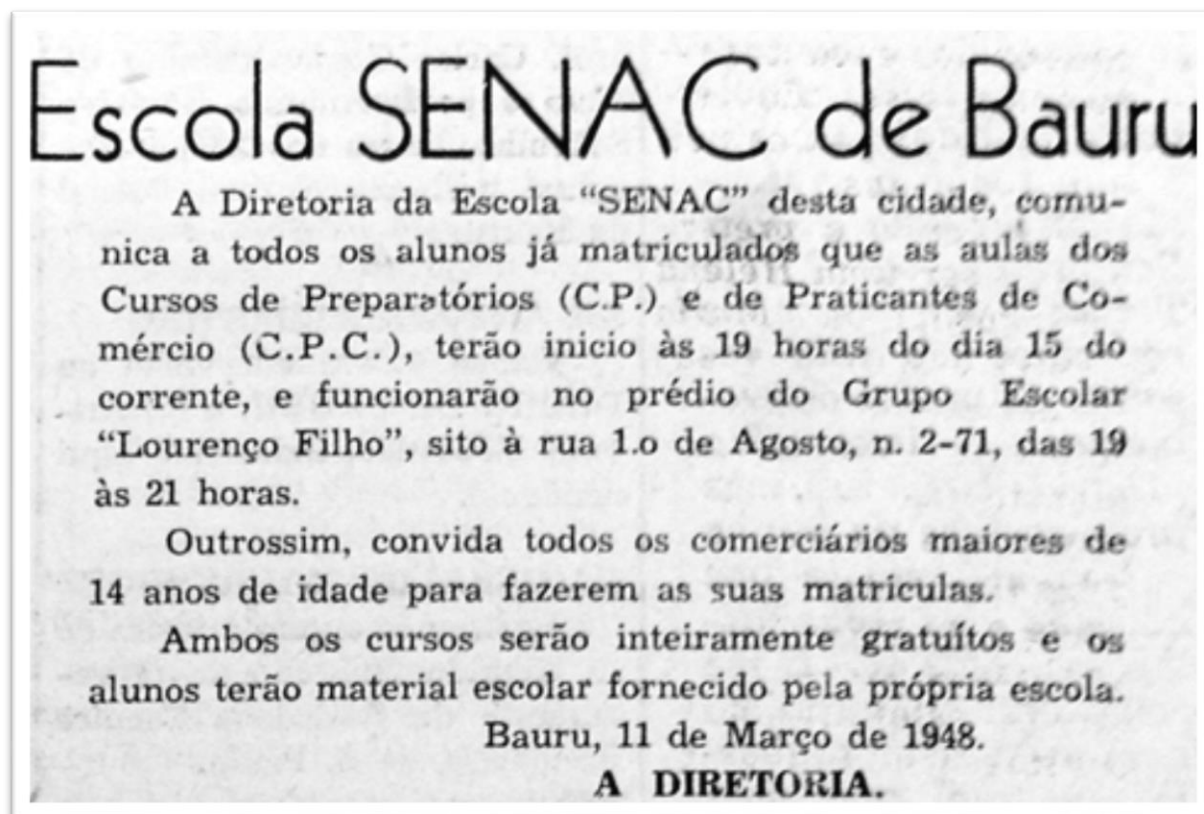 Escola SENAC de Bauru
A Diretoria da Escola "SENAC" desta cidade, comu-
nica a todos os alunos já matriculados que as aulas dos
Cursos de Preparatórios (C.P.) e de Praticantes de Co-
mércio (C.P.C.), terão inicio às 19 horas do dia 15 do
corrente, e funcionarão no prédio do Grupo Escolar
"Lourenço Filho", sito à rua 1.o de Agosto, n. 2-71, das 19
às 21 horas.
Outrossim, convida todos os comerciários maiores de
14 anos de idade para fazerem as suas matriculas.
Ambos os cursos serão inteiramente gratuítos e os
alunos terão material escolar fornecido pela própria escola.
Bauru, 11 de Março de 1948.
A DIRETORIA.